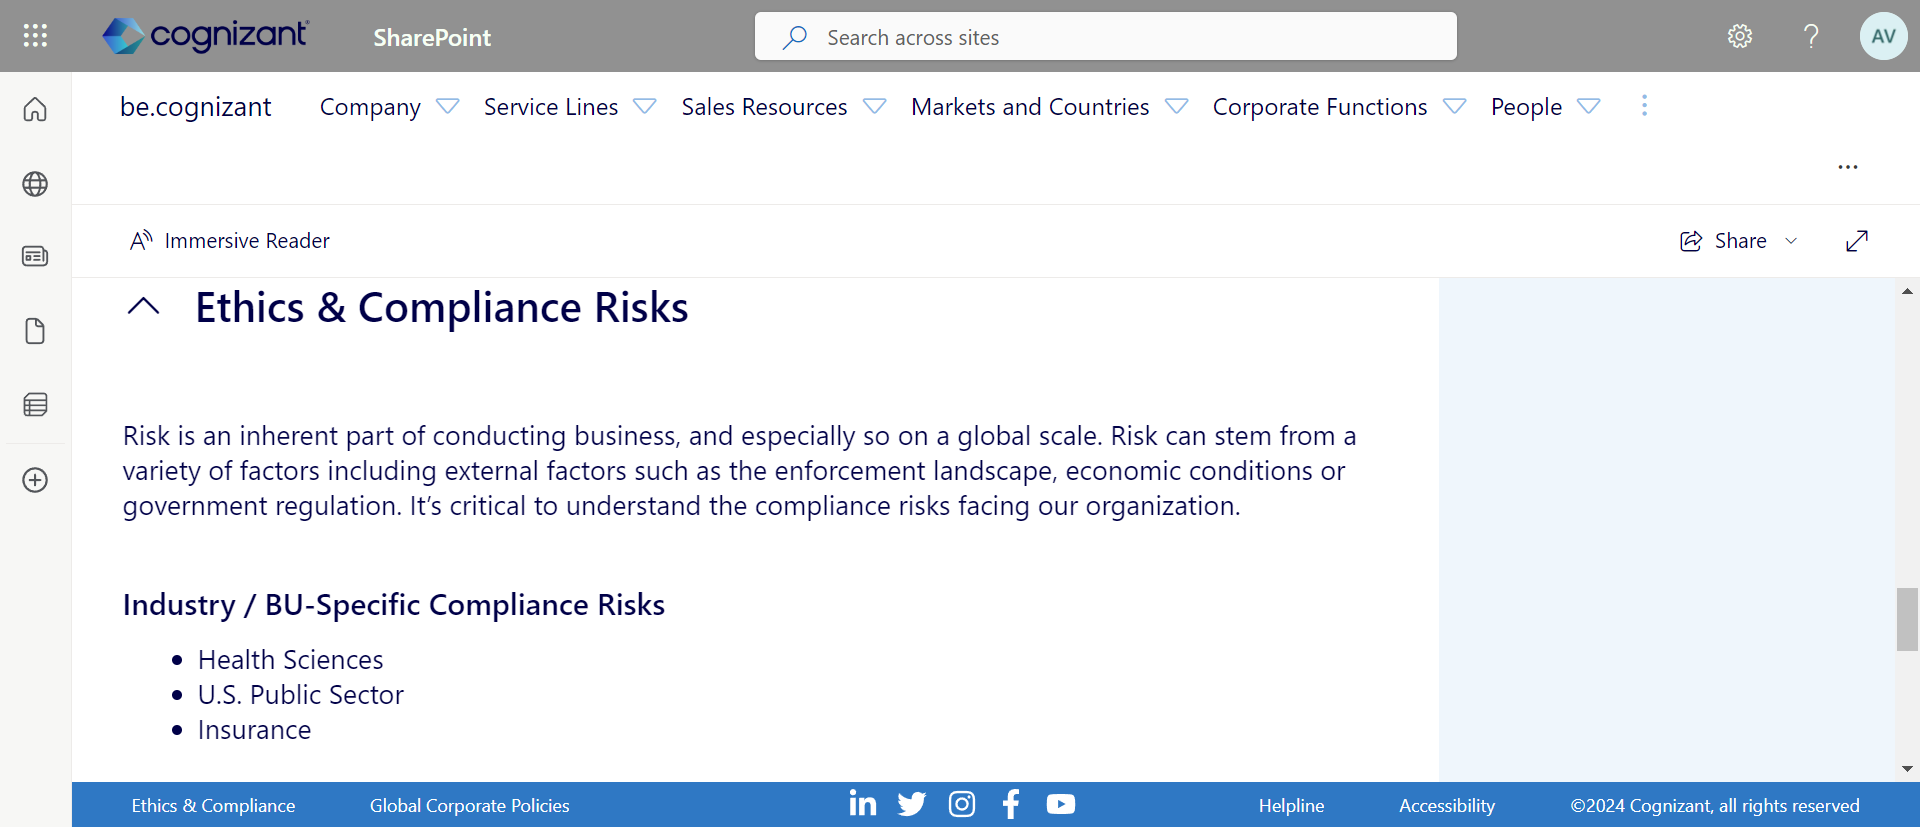 cognizant
SharePoint
Search across sites
AV
be.cognizant
Company
Service Lines
Sales Resources
Markets and Countries
Corporate Functions
People
Immersive Reader
Share
Ethics & Compliance Risks
Risk is an inherent part of conducting business, and especially so on a global scale. Risk can stem from a
variety of factors including external factors such as the enforcement landscape, economic conditions or
government regulation. It’s critical to understand the compliance risks facing our organization.
Industry / BU-Specific Compliance Risks
• Health Sciences
• U.S. Public Sector
• Insurance
Ethics & Compliance
Global Corporate Policies
Helpline
Accessibility
©2024 Cognizant, all rights reserved